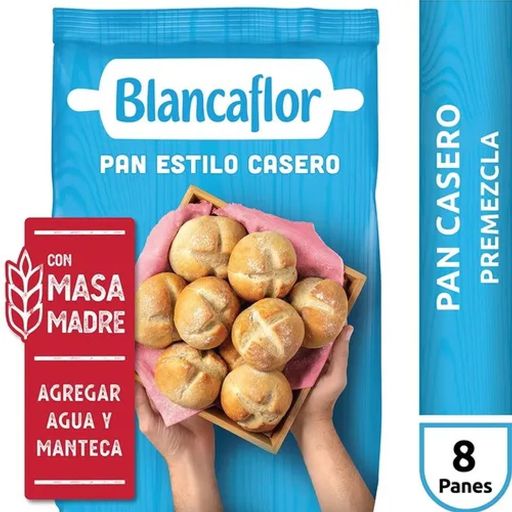 Blancaflor
PAN ESTILO CASERO
CON
MASA
MADRE
AGREGAR
AGUA Y
MANTECA
PAN CASERO
PREMEZCLA
8
Panes